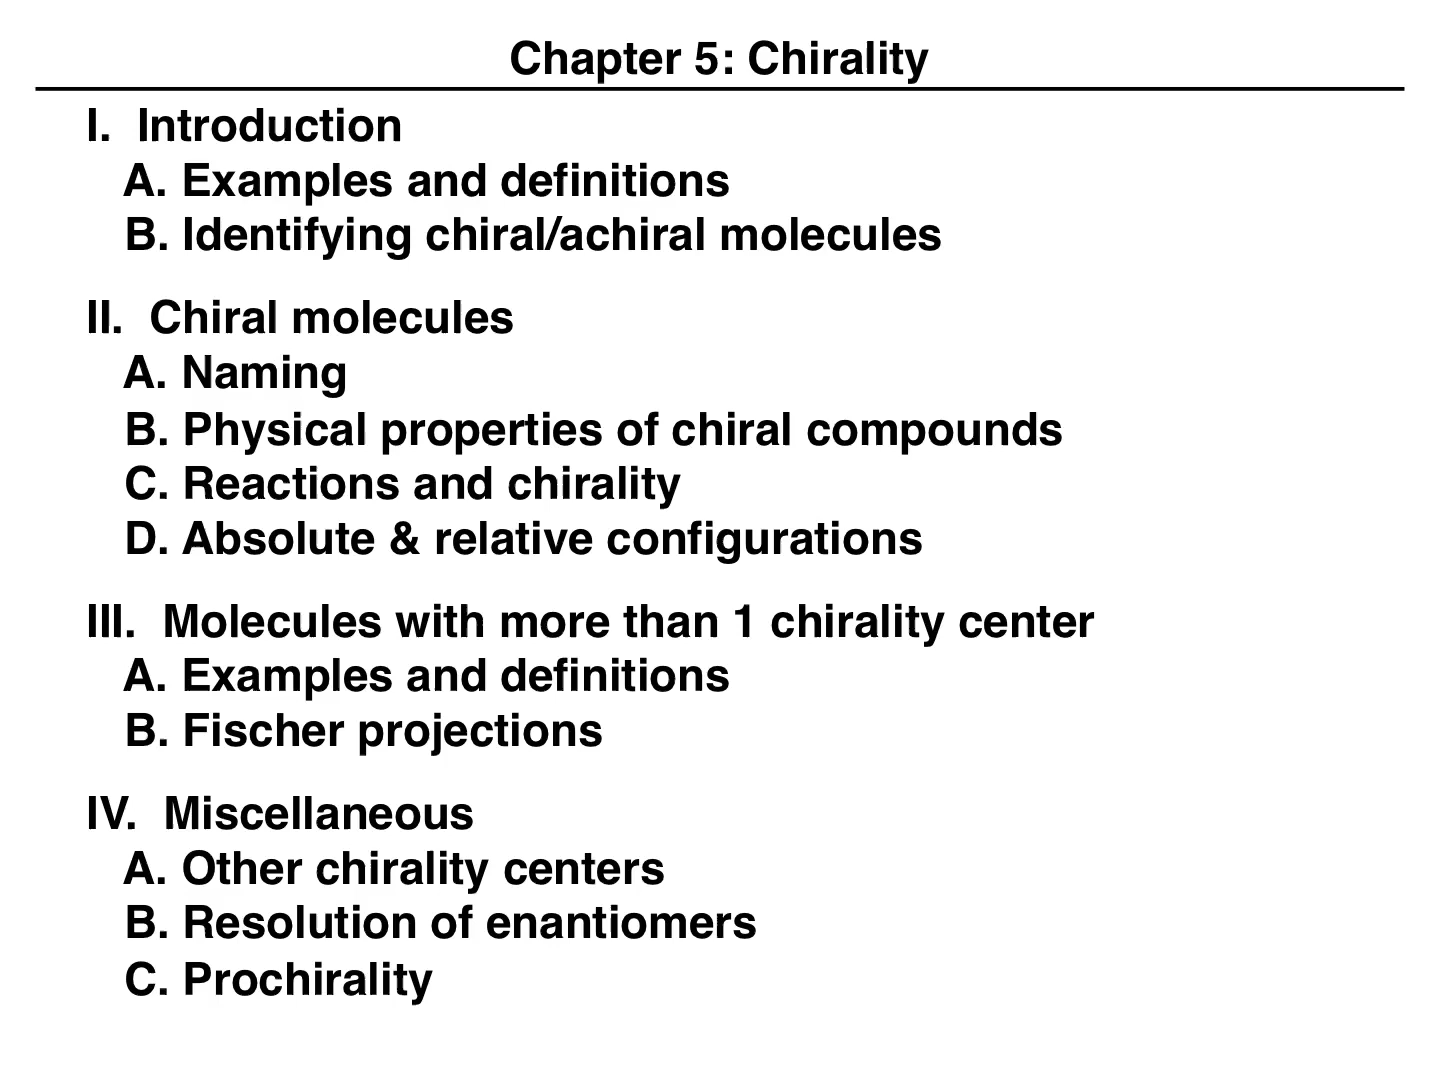 Chapter 5: Chirality
I. Introduction
A. Examples and definitions
B. Identifying chiral/achiral molecules
II. Chiral molecules
A. Naming
B. Physical properties of chiral compounds
C. Reactions and chirality
D. Absolute & relative configurations
III. Molecules with more than 1 chirality center
A. Examples and definitions
B. Fischer projections
IV. Miscellaneous
A. Other chirality centers
B. Resolution of enantiomers
C. Prochirality